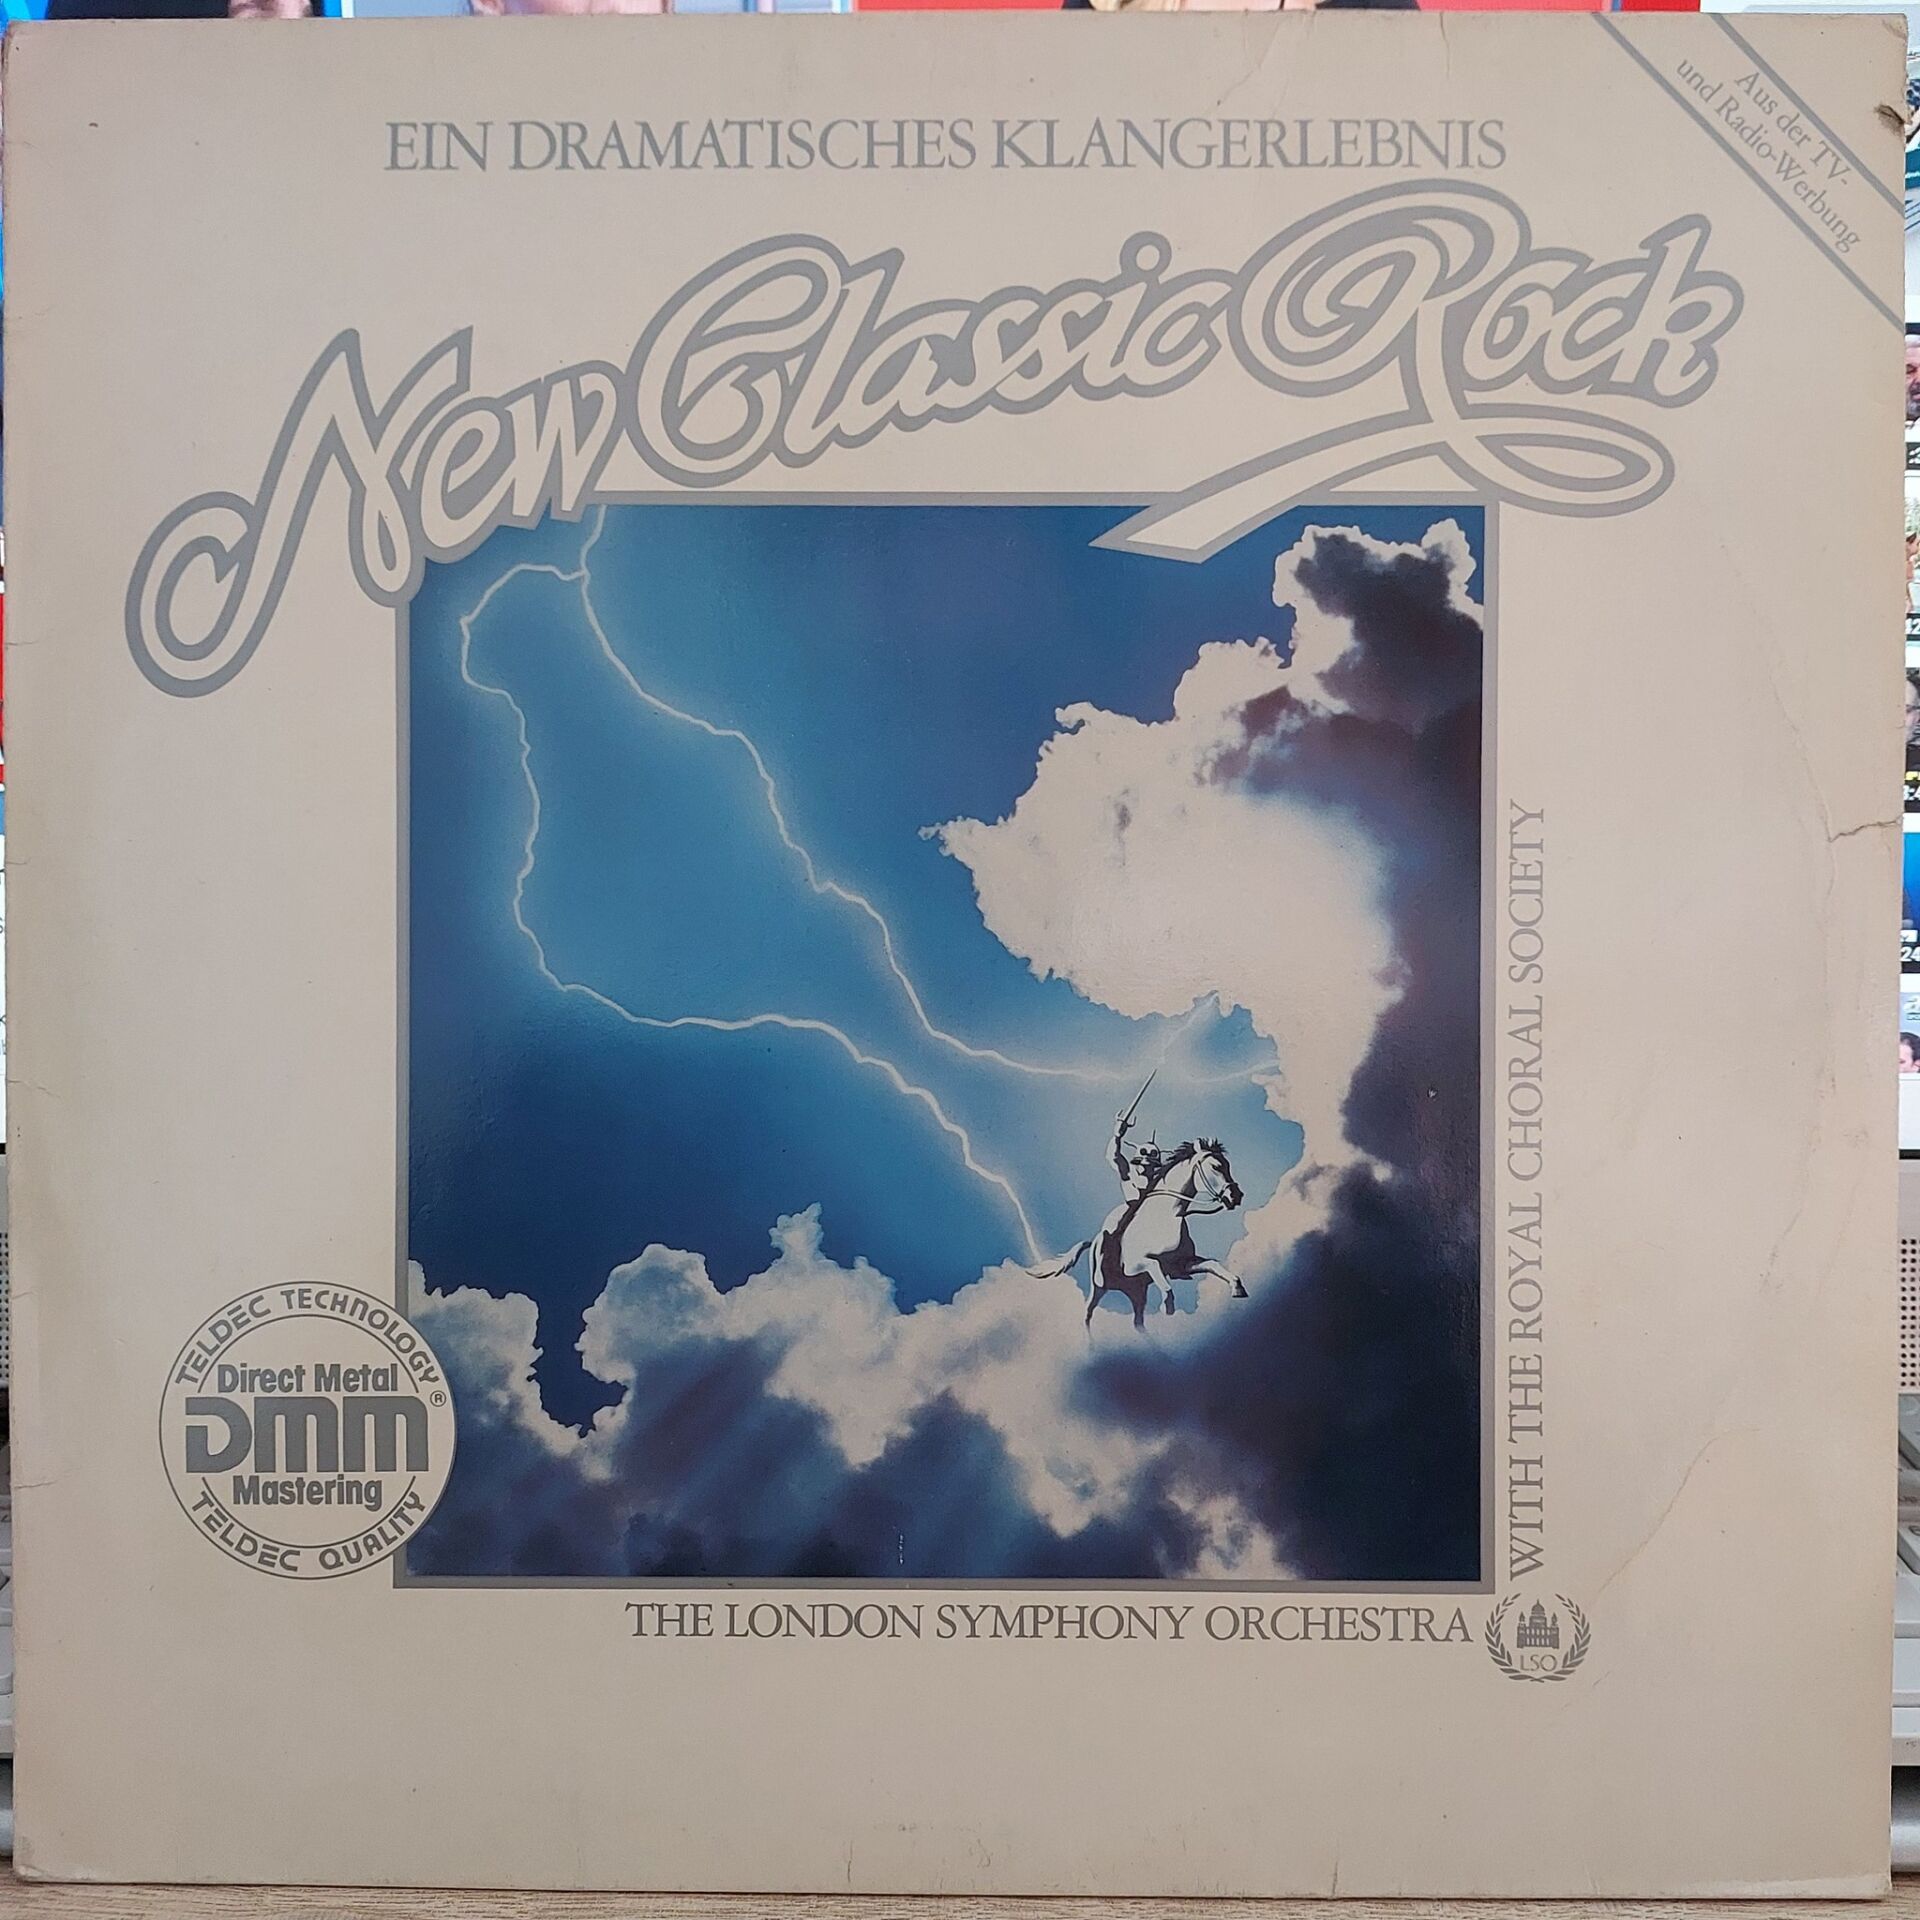 Aus der TV-
und Radio-Werbung
EIN DRAMATISCHES KLANGERLEBNIS
New Classic Rock
WITH THE ROYAL CHORAL SOCIETY
TELDEC TECHNOLOGY
Direct Metal
DMM®
Mastering
TELDEC QUALITY
THE LONDON SYMPHONY ORCHESTRA
LSO